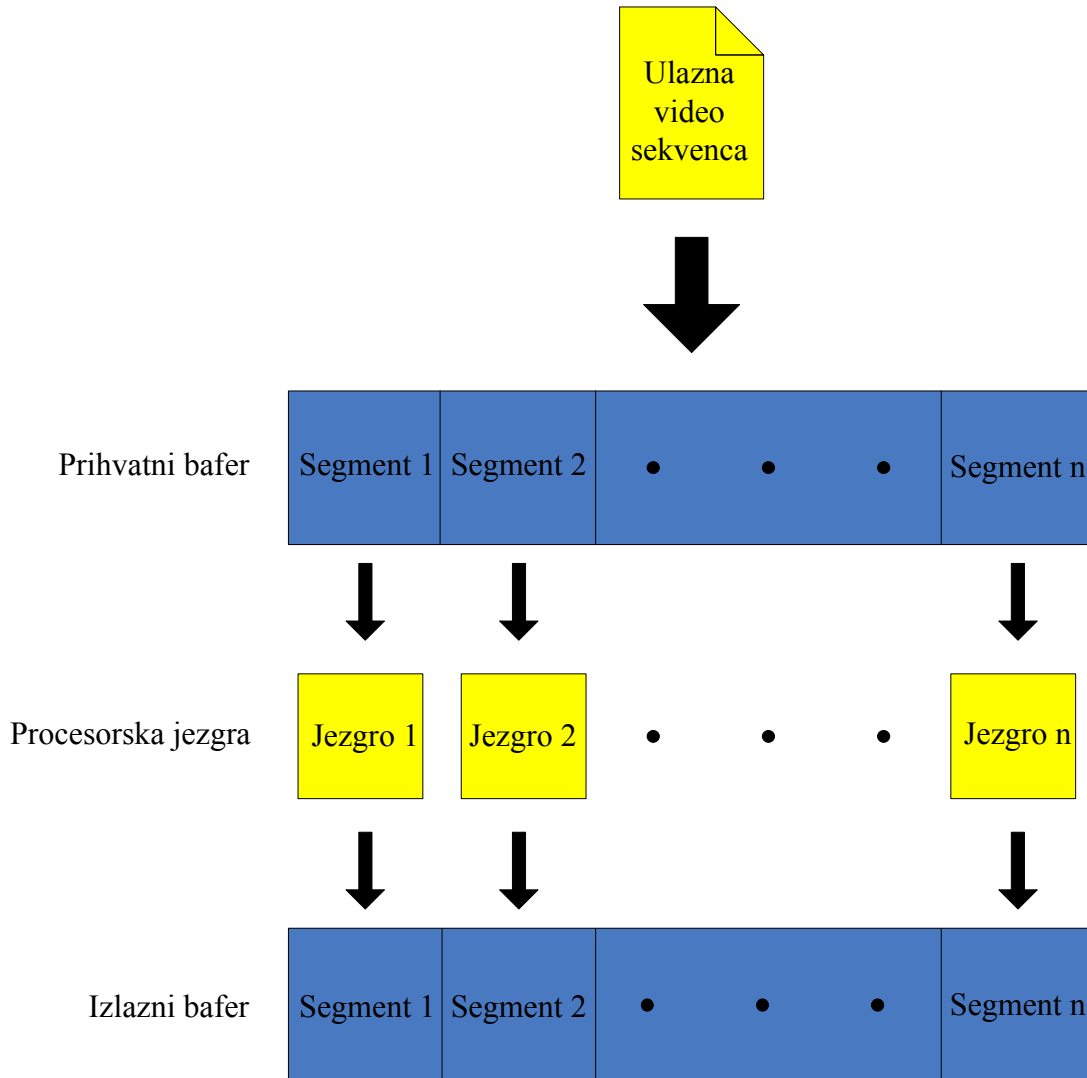 Ulazna
video
sekvenca
Prihvatni bafer
Segment 1
Segment 2
Segment n
Procesorska jezgra
Jezgro 1
Jezgro 2
Jezgro n
Izlazni bafer
Segment 1
Segment 2
Segment n